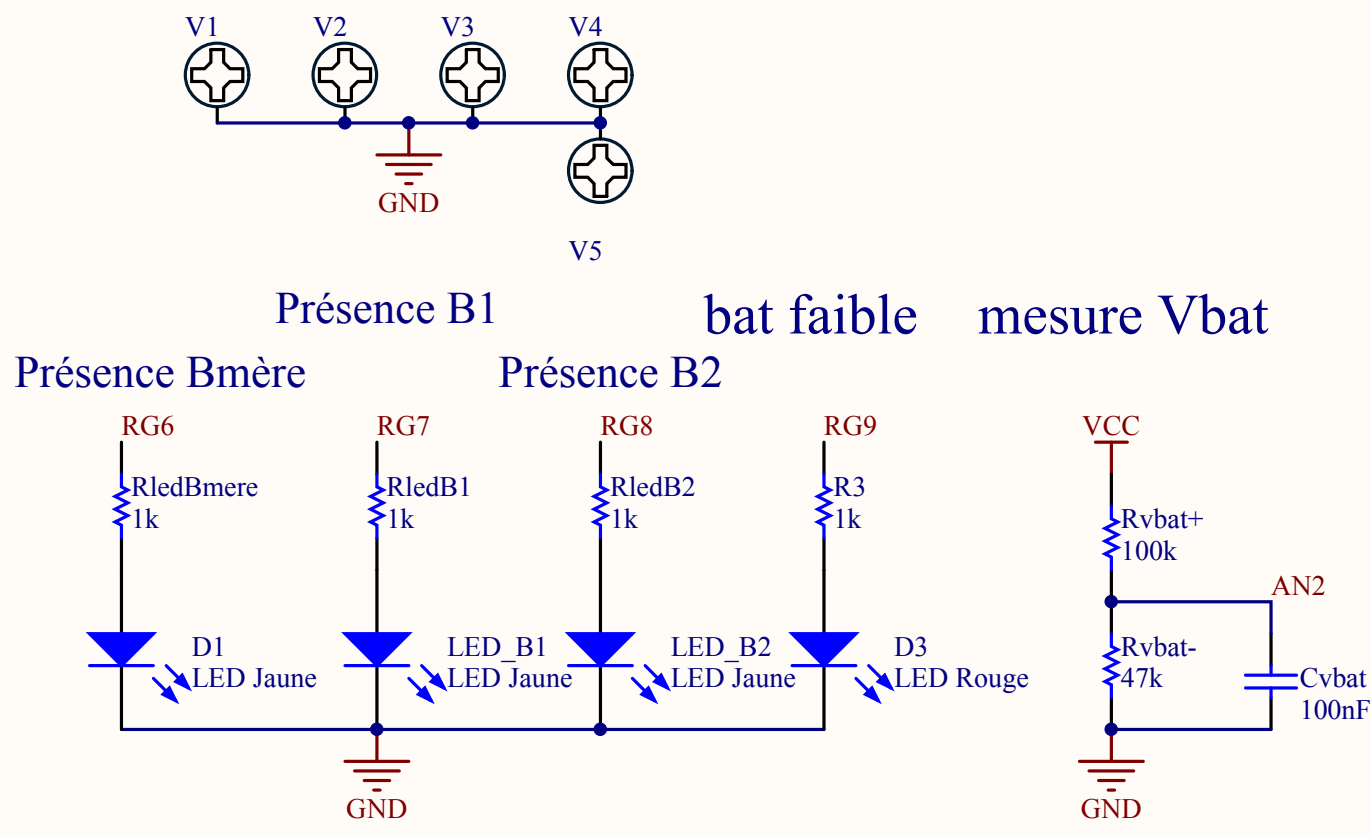 V1
V2
V3
V4
GND
V5
Présence B1
bat faible
mesure Vbat
Présence Bmère
Présence B2
RG6
RG7
RG8
RG9
VCC
RledBmere
1k
RledB1
1k
RledB2
1k
R3
1k
Rvbat+
100k
AN2
D1
LED Jaune
LED_B1
LED Jaune
LED_B2
LED Jaune
D3
LED Rouge
Rvbat-
47k
Cvbat
100nF
GND
GND